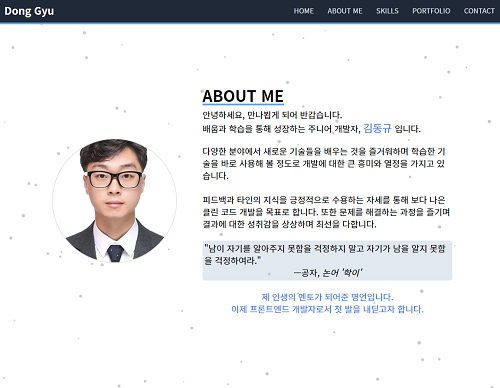 Dong Gyu
HOME ABOUT ME SKILLS PORTFOLIO CONTACT
ABOUT ME
안녕하세요, 만나뵙게 되어 반갑습니다.
배움과 학습을 통해 성장하는 주니어 개발자, 김동규 입니다.
다양한 분야에서 새로운 기술들을 배우는 것을 즐거워하며 학습한 기
술을 바로 사용해 볼 정도로 개발에 대한 큰 흥미와 열정을 가지고 있
습니다.
피드백과 타인의 지식을 긍정적으로 수용하는 자세를 통해 보다 나은
클린 코드 개발을 목표로 합니다. 또한 문제를 해결하는 과정을 즐기며
결과에 대한 성취감을 상상하며 최선을 다합니다.
"남이 자기를 알아주지 못함을 걱정하지 말고 자기가 남을 알지 못함
을 걱정하여라."
—공자, 논어 '학이'
제 인생의 멘토가 되어준 명언입니다.
이제 프론트엔드 개발자로서 첫 발을 내딛고자 합니다.